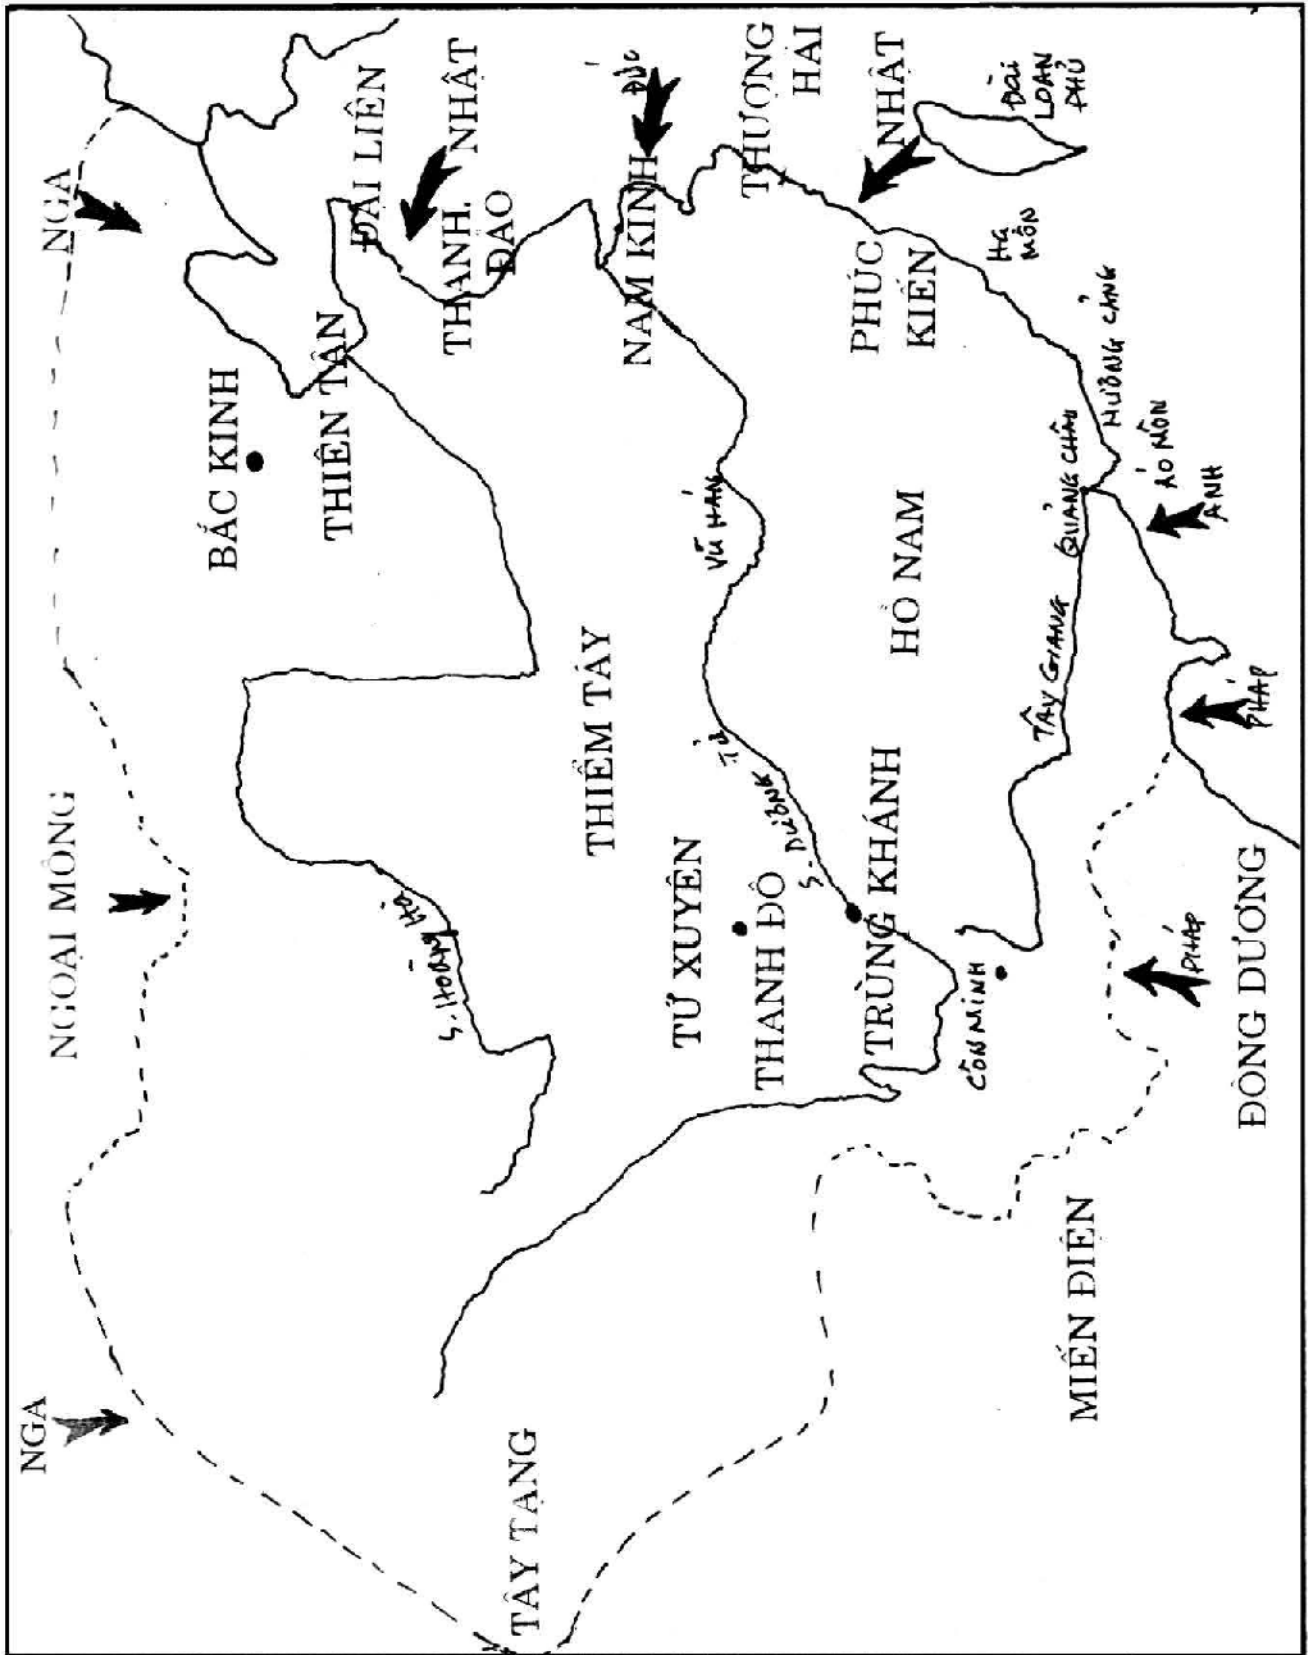 NGA
NGOẠI MÔNG
NGA
BẮC KINH
THIÊN TÂN
ĐẠI LIÊN
S. HOÀNG HÀ
THANH.
ĐẢO
NHẬT
TÂY TẠNG
THIỂM TÂY
NAM KINH
ĐỨC
TỨ XUYÊN
VŨ HÁN
THƯỢNG
HẢI
THANH ĐÔ
S. DƯƠNG TỬ
TRÙNG KHÁNH
HỒ NAM
PHÚC
KIẾN
NHẬT
CÔN MINH
HẠ
MÔN
ĐÀI
LOAN
PHỦ
TÂY GIANG
QUẢNG CHÂU
HƯƠNG CẢNG
MIẾN ĐIỆN
ÁO MÔN
ANH
PHÁP
PHÁP
ĐÔNG DƯƠNG